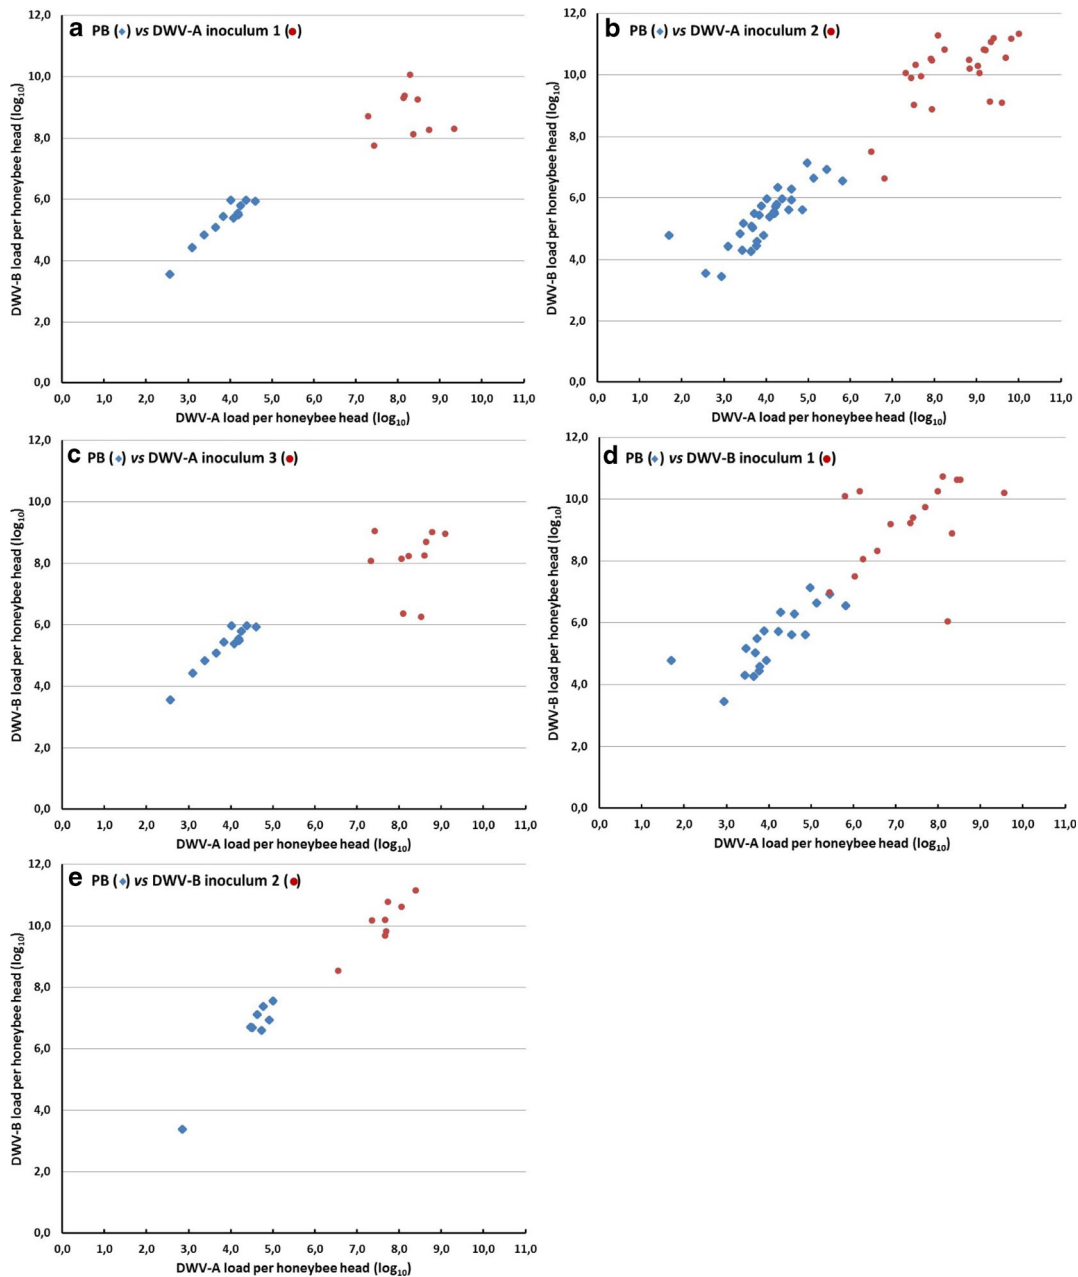 a PB (◆) vs DWV-A inoculum 1 (●)
DWV-B load per honeybee head (log10)
12,0
10,0
8,0
6,0
4,0
2,0
0,0
0,0 1,0 2,0 3,0 4,0 5,0 6,0 7,0 8,0 9,0 10,0 11,0
DWV-A load per honeybee head (log10)
b PB (◆) vs DWV-A inoculum 2 (●)
DWV-B load per honeybee head (log10)
12,0
10,0
8,0
6,0
4,0
2,0
0,0
0,0 1,0 2,0 3,0 4,0 5,0 6,0 7,0 8,0 9,0 10,0 11,0
DWV-A load per honeybee head (log10)
c PB (◆) vs DWV-A inoculum 3 (●)
DWV-B load per honeybee head (log10)
12,0
10,0
8,0
6,0
4,0
2,0
0,0
0,0 1,0 2,0 3,0 4,0 5,0 6,0 7,0 8,0 9,0 10,0 11,0
DWV-A load per honeybee head (log10)
d PB (◆) vs DWV-B inoculum 1 (●)
DWV-B load per honeybee head (log10)
12,0
10,0
8,0
6,0
4,0
2,0
0,0
0,0 1,0 2,0 3,0 4,0 5,0 6,0 7,0 8,0 9,0 10,0 11,0
DWV-A load per honeybee head (log10)
e PB (◆) vs DWV-B inoculum 2 (●)
DWV-B load per honeybee head (log10)
12,0
10,0
8,0
6,0
4,0
2,0
0,0
0,0 1,0 2,0 3,0 4,0 5,0 6,0 7,0 8,0 9,0 10,0 11,0
DWV-A load per honeybee head (log10)